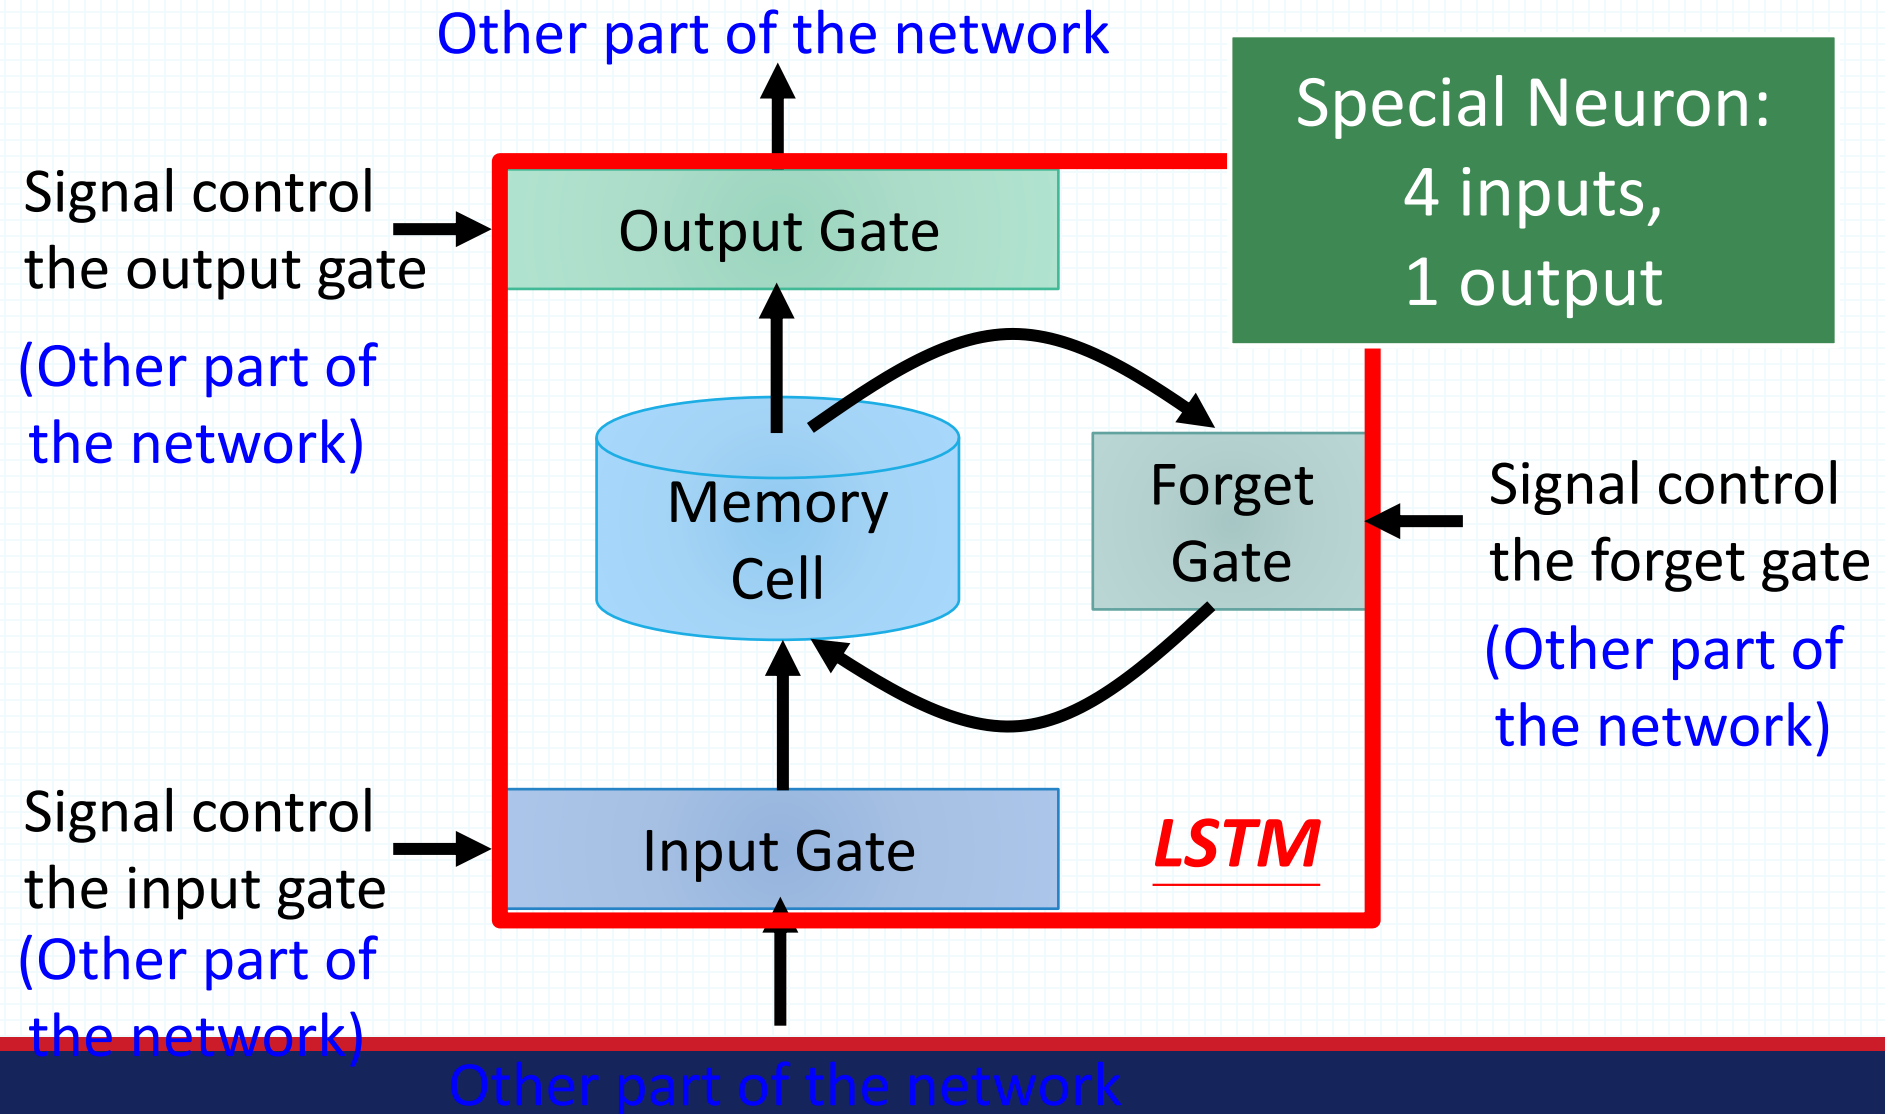 Other part of the network
Special Neuron:
4 inputs,
1 output
Signal control
the output gate
(Other part of
the network)
Output Gate
Memory
Cell
Forget
Gate
Signal control
the forget gate
(Other part of
the network)
Signal control
the input gate
(Other part of
the network)
Input Gate
LSTM
Other part of the network